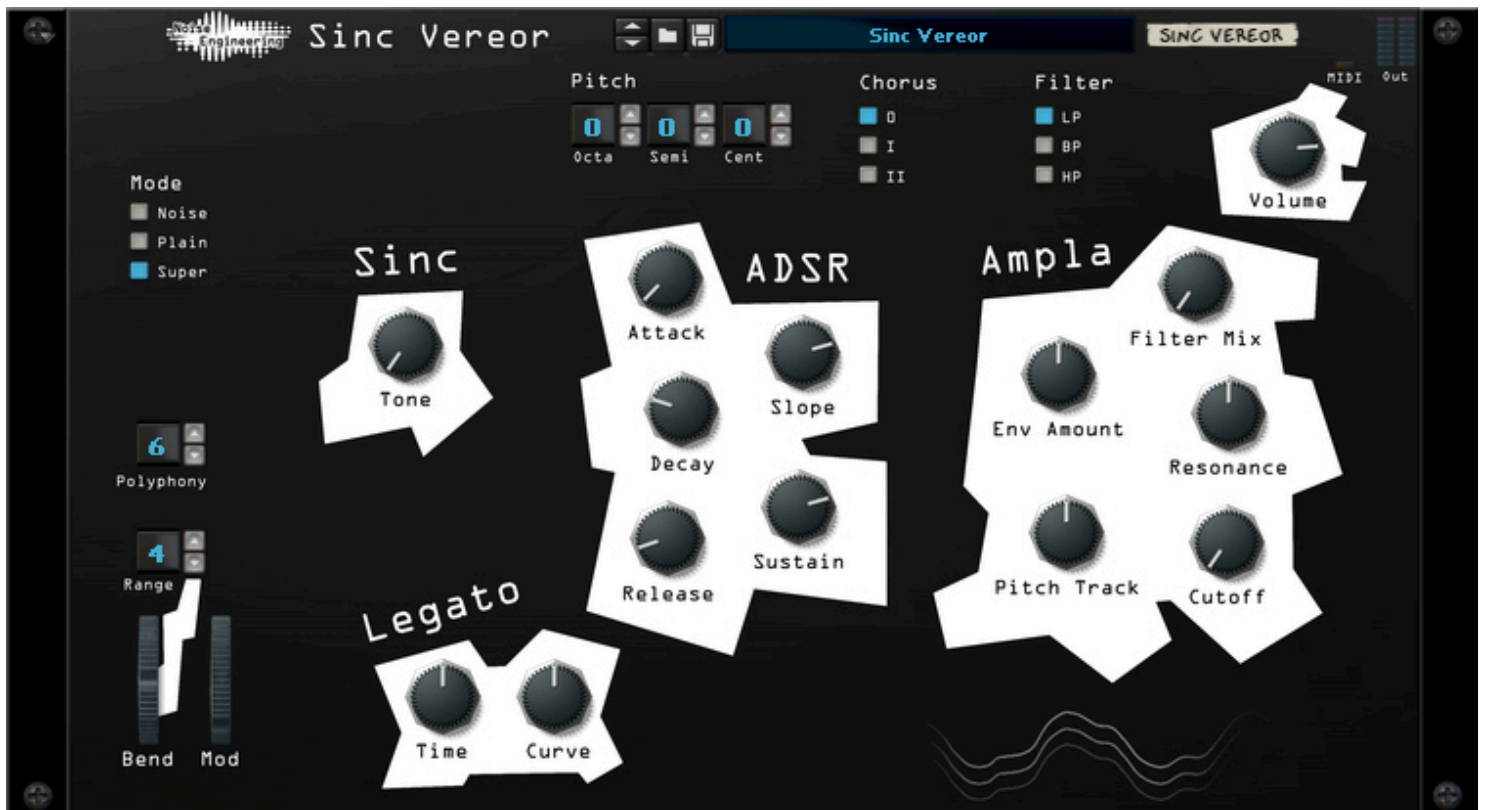 Noise
Engineering
Sinc Vereor
Sinc Vereor
SINC VEREOR
MIDI Out
Pitch
0 0 0
Octa Semi Cent
Chorus
0
I
II
Filter
LP
BP
HP
Volume
Mode
Noise
Plain
Super
Sinc
Tone
ADSR
Attack
Slope
Decay
Sustain
Release
Ampla
Filter Mix
Env Amount
Resonance
Pitch Track
Cutoff
6
Polyphony
4
Range
Bend Mod
Legato
Time Curve